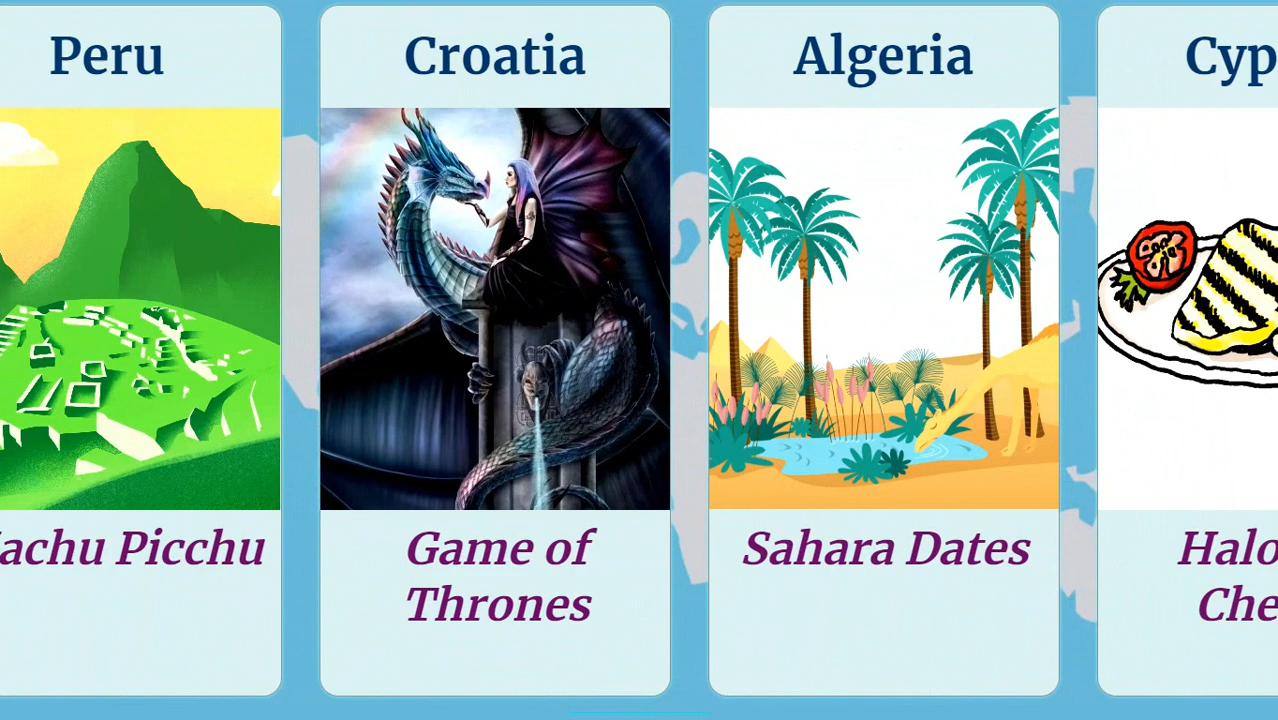 Peru
Croatia
Algeria
Cyp
achu Picchu
Game of
Thrones
Sahara Dates
Halo
Che